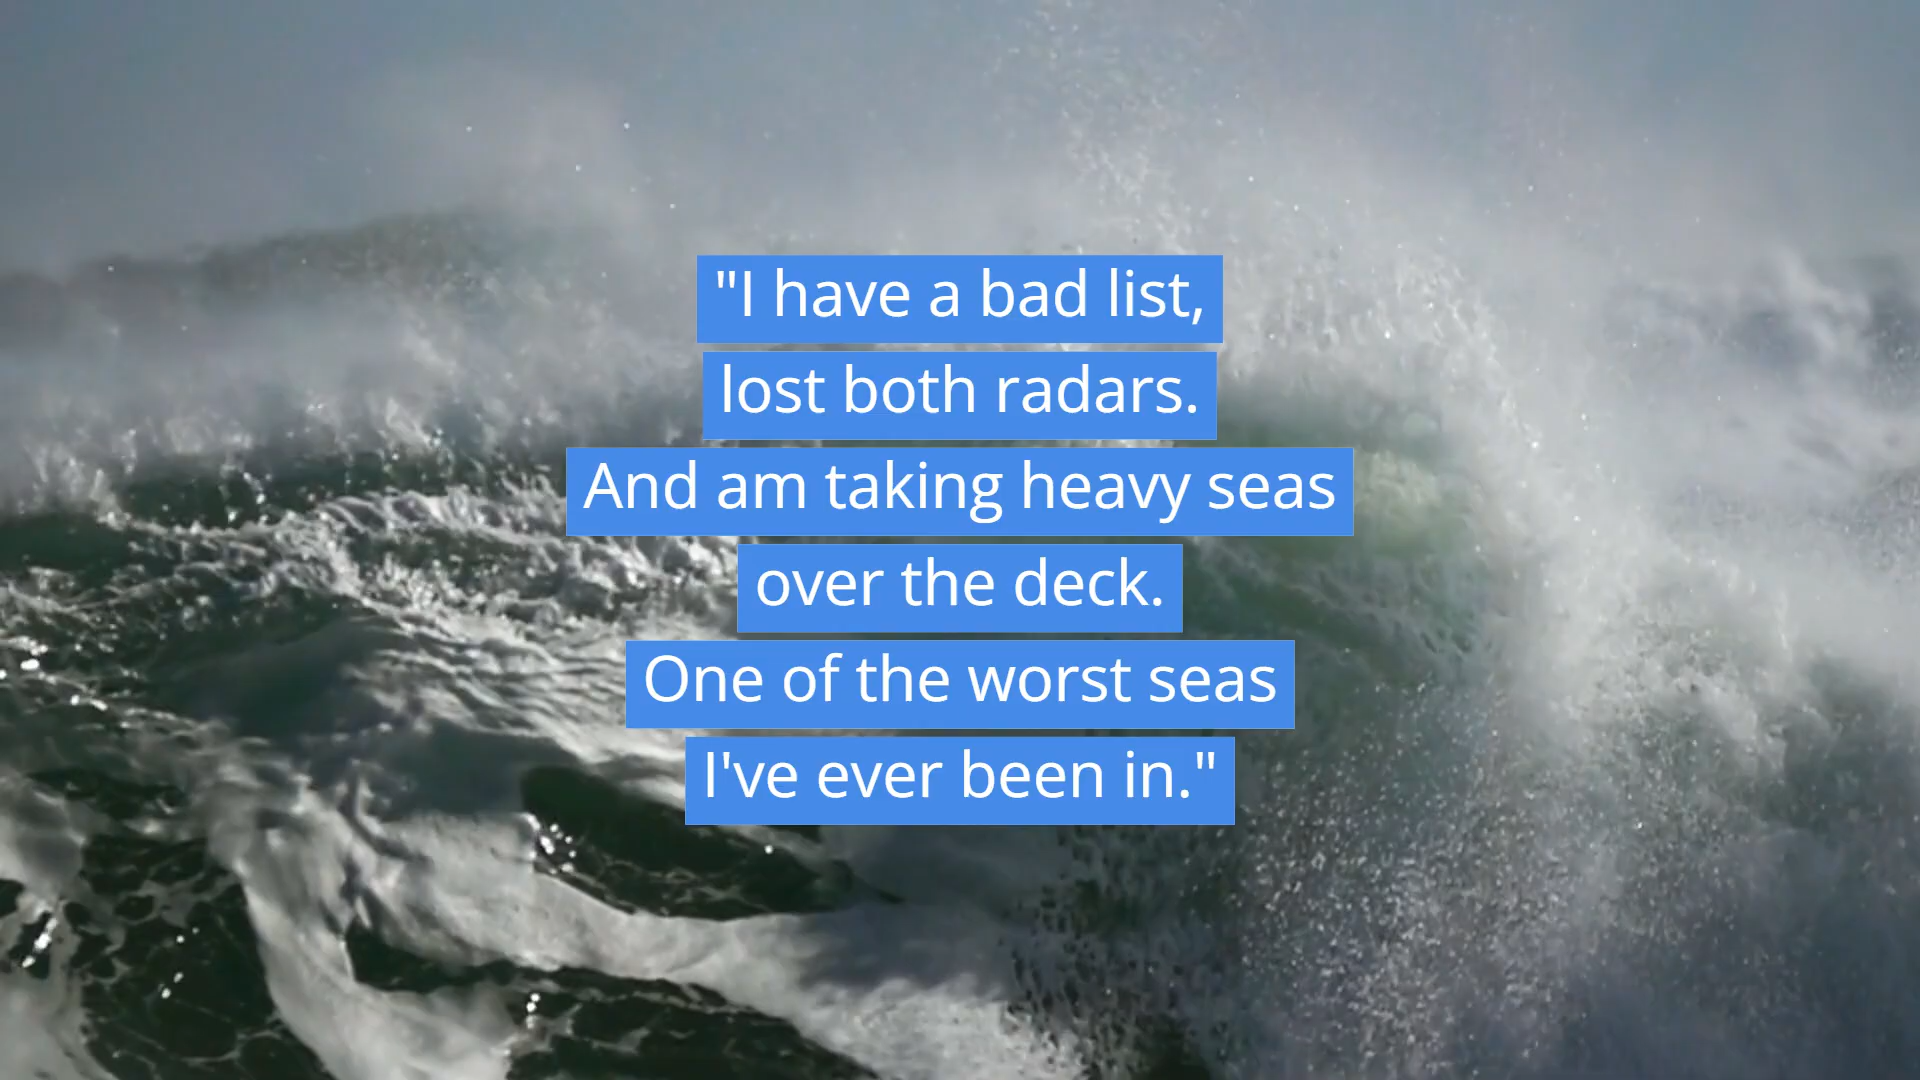 "I have a bad list,
lost both radars.
And am taking heavy seas
over the deck.
One of the worst seas
I've ever been in."